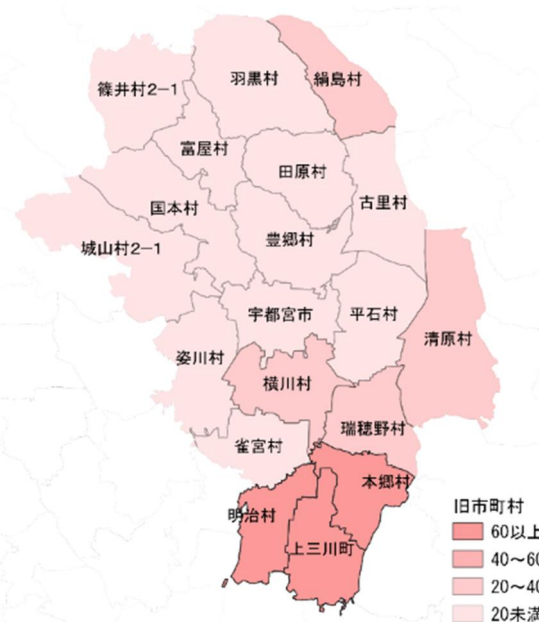 羽黒村
絹島村
篠井村2-1
富屋村
田原村
国本村
古里村
豊郷村
城山村2-1
宇都宮市
平石村
清原村
姿川村
横川村
瑞穂野村
雀宮村
本郷村
明治村
上三川町
旧市町村
60以上
40～60
20～40
20未満